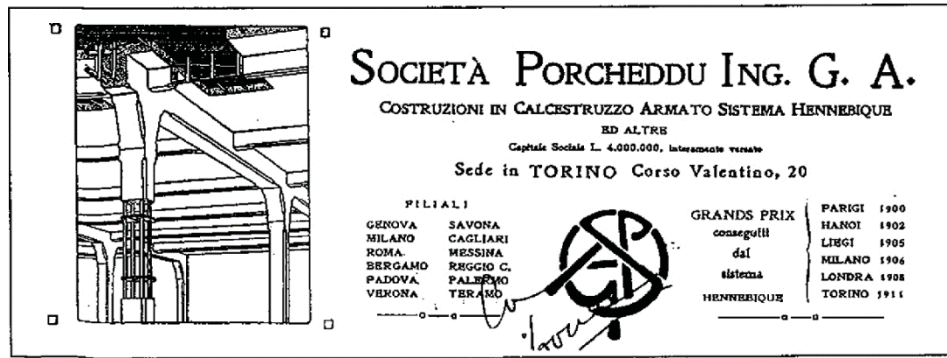 SOCIETÀ PORCHEDDU ING. G. A.
COSTRUZIONI IN CALCESTRUZZO ARMATO SISTEMA HENNEBIQUE
ED ALTRE
Capitale Sociale L. 4.000.000, interamente versato
Sede in TORINO Corso Valentino, 20
FILIALI
GENOVA SAVONA
MILANO CAGLIARI
ROMA MESSINA
BERGAMO REGGIO C.
PADOVA PALERMO
VERONA TERAMO
GRANDS PRIX
conseguiti
dal
sistema
HENNEBIQUE
PARIGI 1900
HANOI 1902
LIEGI 1905
MILANO 1906
LONDRA 1908
TORINO 1911